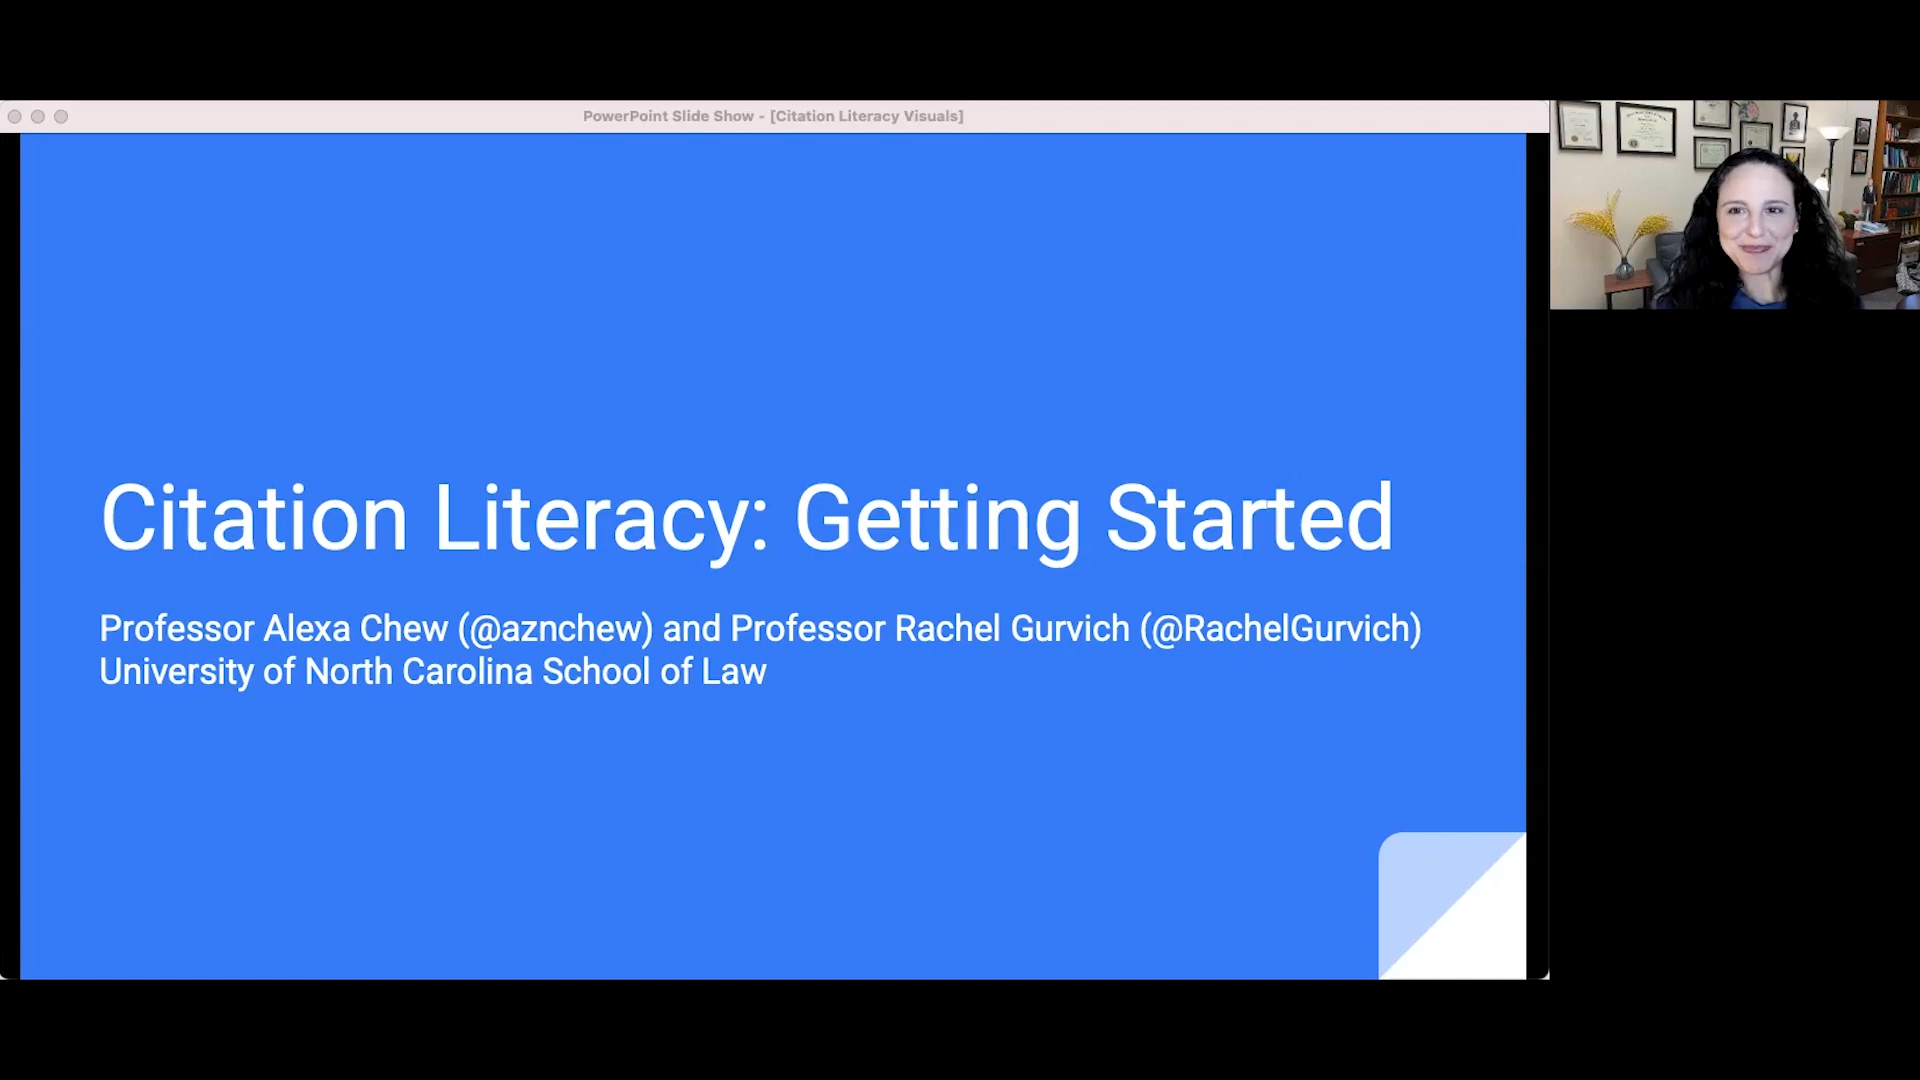 PowerPoint Slide Show - [Citation Literacy Visuals]
Citation Literacy: Getting Started
Professor Alexa Chew (@aznchew) and Professor Rachel Gurvich (@RachelGurvich)
University of North Carolina School of Law